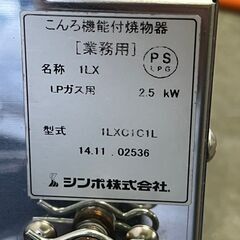 こんろ機能付焼物器
[業務用]
PS
LPG
名称 1LX
LPガス用 2.5 kW
型式 1LXC1C1L
14.11.02536
シンポ株式会社